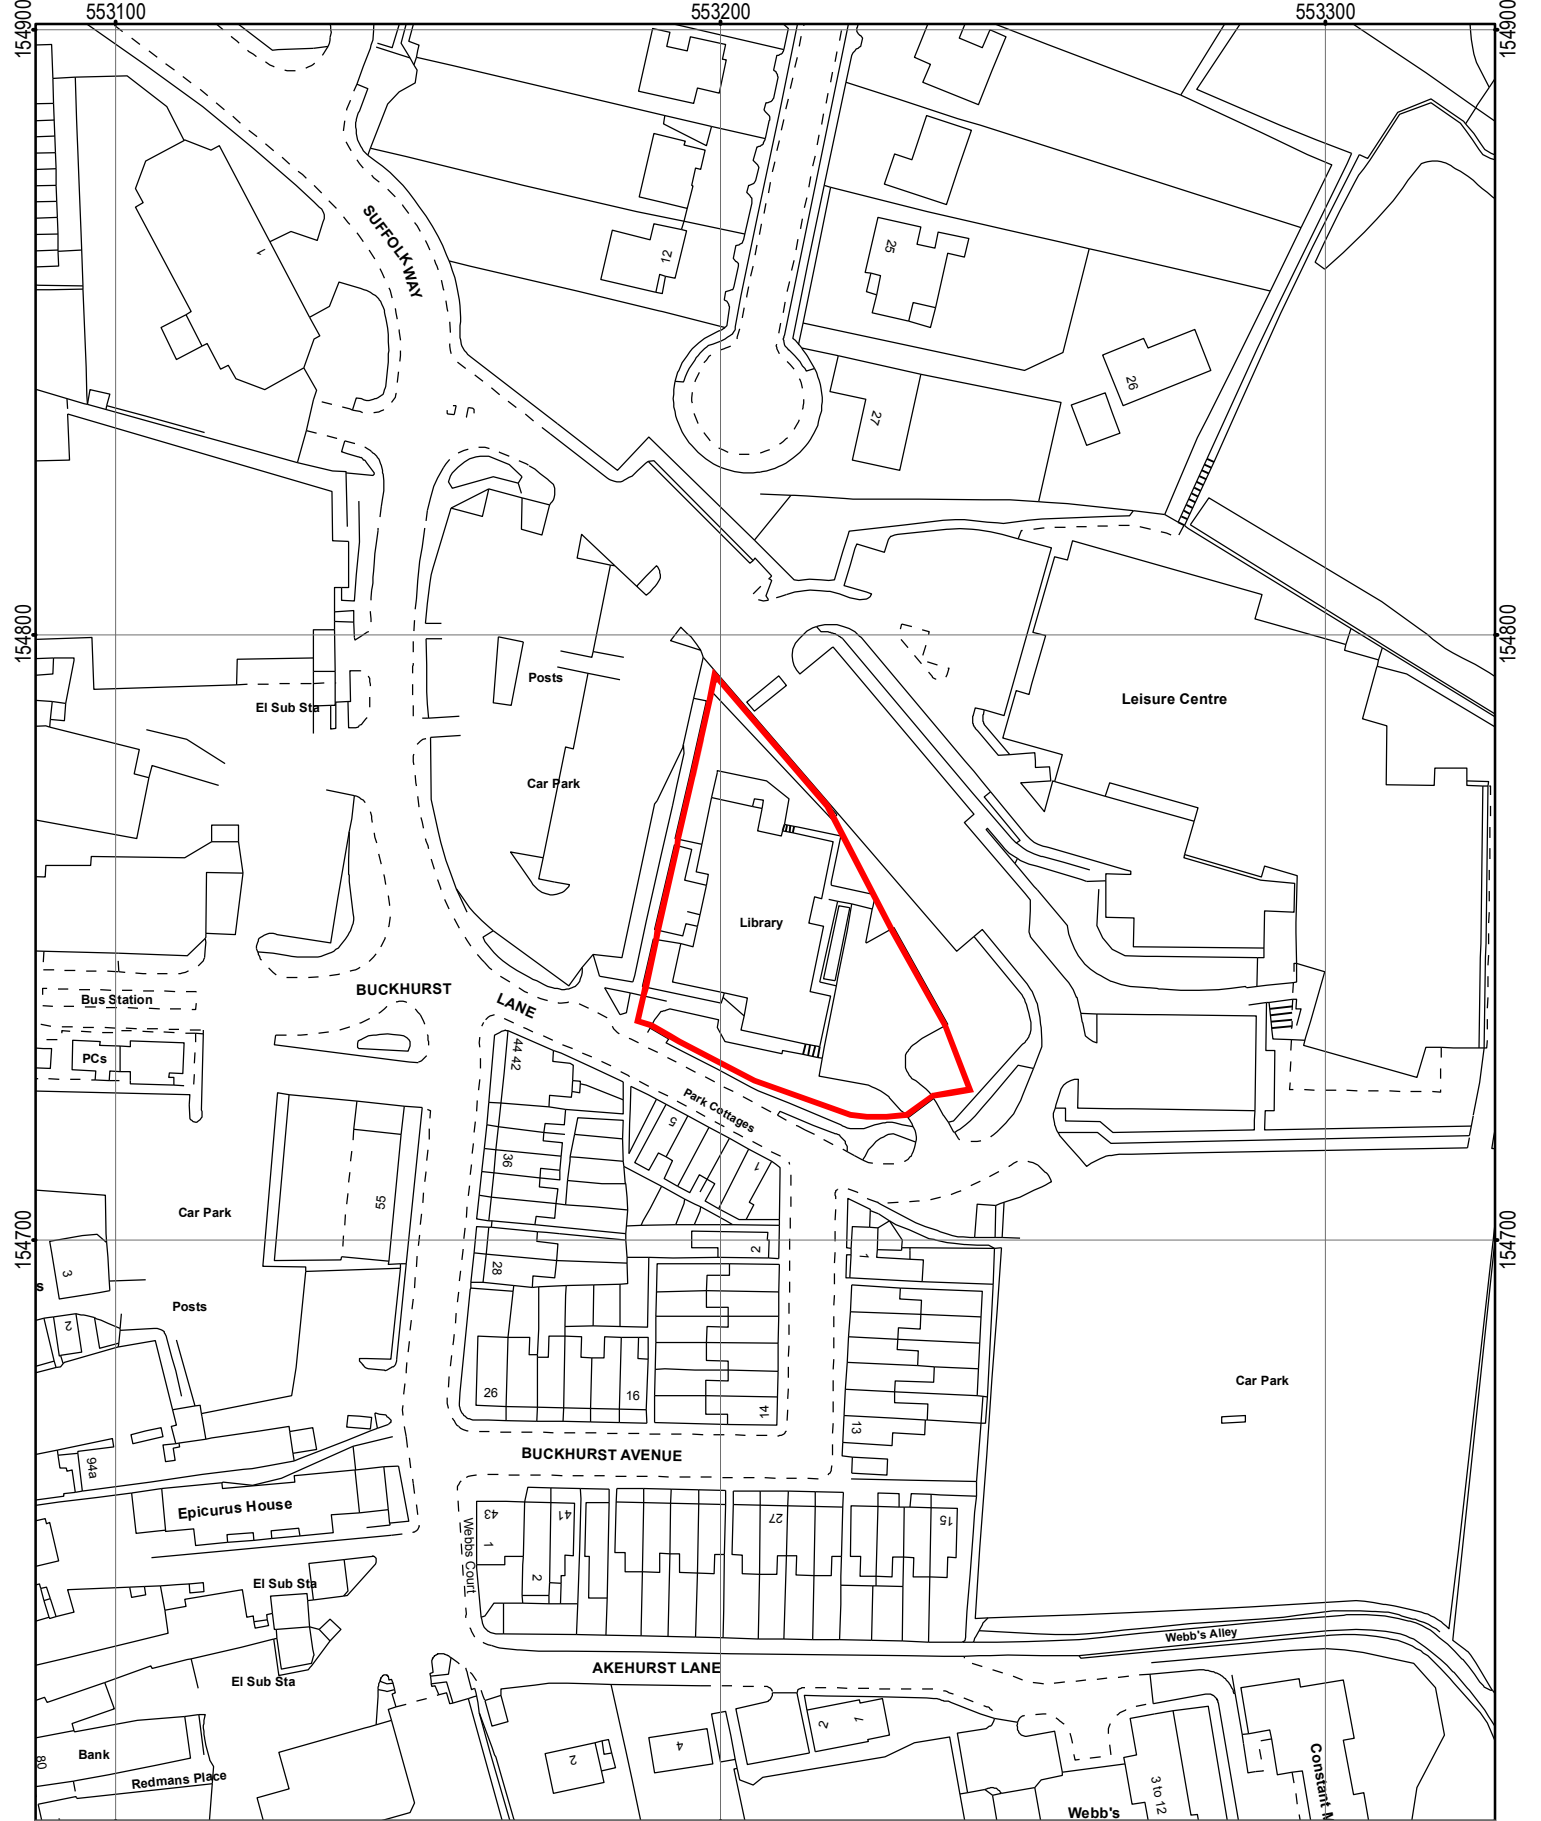 553100
553200
553300
154900
154900
SUFFOLK WAY
1
12
25
26
27
154800
154800
Posts
El Sub Sta
Leisure Centre
Car Park
Library
BUCKHURST
LANE
Bus Station
PCs
44 42
Park Cottages
5
1
36
55
Car Park
154700
154700
2
1
28
3
s
Posts
2
26
16
14
13
Car Park
BUCKHURST AVENUE
94a
Epicurus House
43
41
27
15
1
2
Webbs Court
El Sub Sta
Webb's Alley
AKEHURST LANE
El Sub Sta
2
1
4
2
Bank
80
Redmans Place
3 to 12
Constant M
Webb's